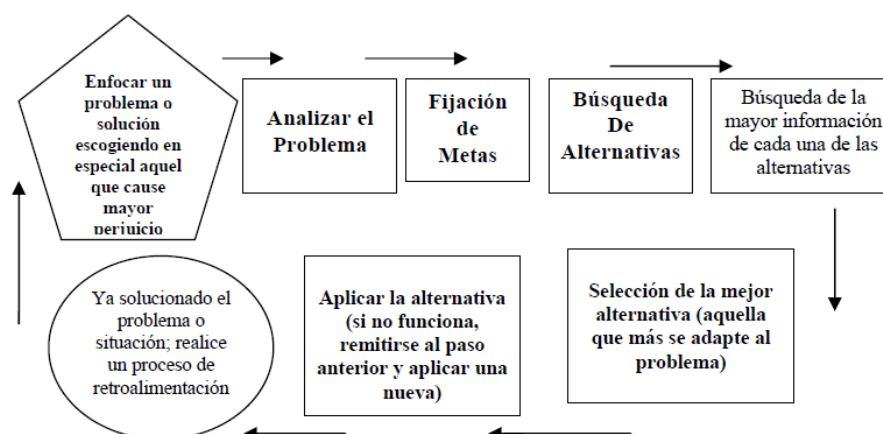 Enfocar un
problema o
solución
escogiendo en
especial aquel
que cause
mayor
perjuicio
Analizar el
Problema
Fijación
de
Metas
Búsqueda
De
Alternativas
Búsqueda de la
mayor información
de cada una de las
alternativas
Selección de la mejor
alternativa (aquella
que más se adapte al
problema)
Aplicar la alternativa
(si no funciona,
remitirse al paso
anterior y aplicar una
nueva)
Ya solucionado el
problema o
situación; realice
un proceso de
retroalimentación